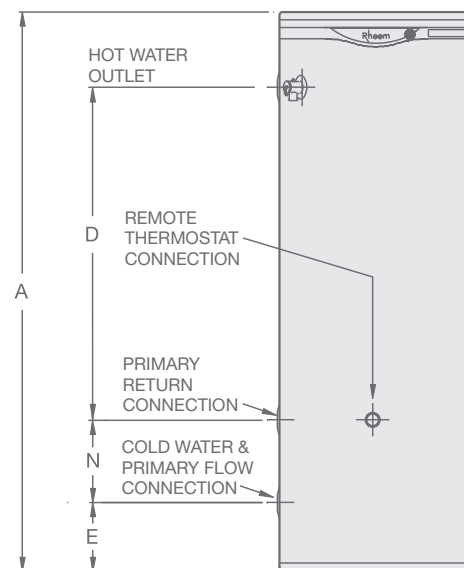 Rheem
HOT WATER
OUTLET
D
REMOTE
THERMOSTAT
CONNECTION
A
PRIMARY
RETURN
CONNECTION
N
COLD WATER &
PRIMARY FLOW
CONNECTION
E